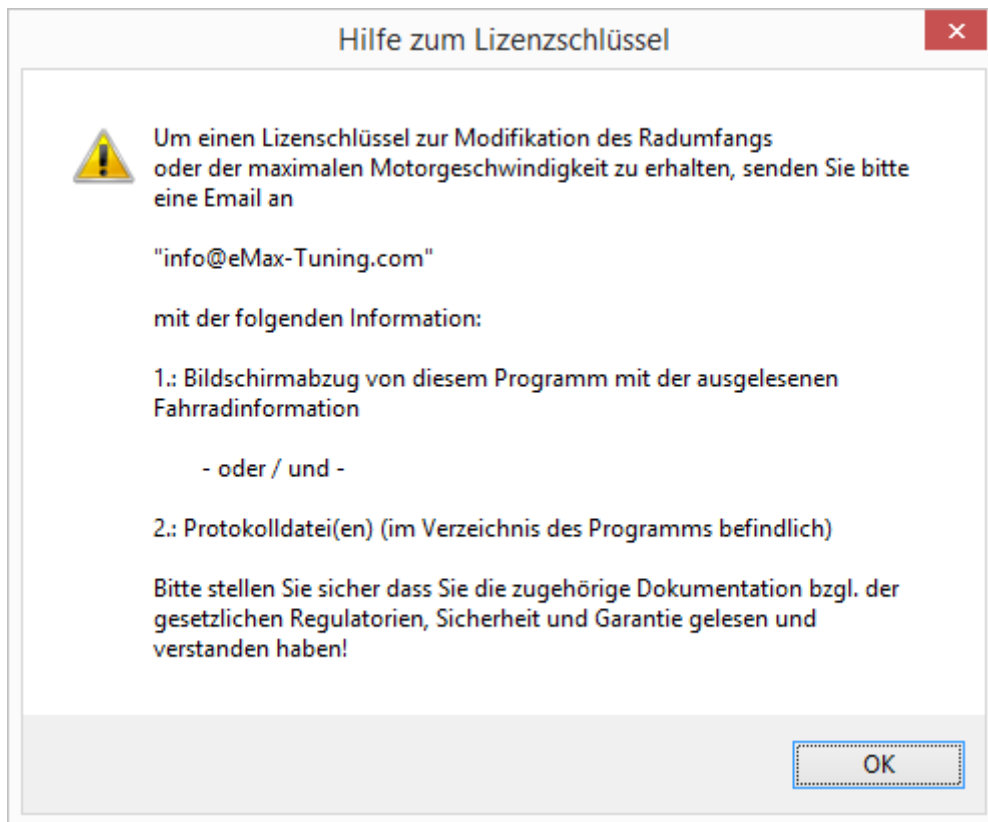 Hilfe zum Lizenzschlüssel
Um einen Lizenschlüssel zur Modifikation des Radumfangs
oder der maximalen Motorgeschwindigkeit zu erhalten, senden Sie bitte
eine Email an
"info@eMax-Tuning.com"
mit der folgenden Information:
1.: Bildschirmabzug von diesem Programm mit der ausgelesenen
Fahrradinformation
- oder / und -
2.: Protokolldatei(en) (im Verzeichnis des Programms befindlich)
Bitte stellen Sie sicher dass Sie die zugehörige Dokumentation bzgl. der
gesetzlichen Regulatorien, Sicherheit und Garantie gelesen und
verstanden haben!
OK